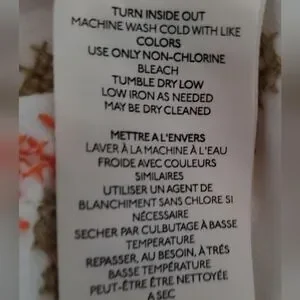 TURN INSIDE OUT
MACHINE WASH COLD WITH LIKE
COLORS
USE ONLY NON-CHLORINE
BLEACH
TUMBLE DRY LOW
LOW IRON AS NEEDED
MAY BE DRY CLEANED
METTRE A L'ENVERS
LAVER À LA MACHINE À L'EAU
FROIDE AVEC COULEURS
SIMILAIRES
UTILISER UN AGENT DE
BLANCHIMENT SANS CHLORE SI
NÉCESSAIRE
SECHER PAR CULBUTAGE À BASSE
TEMPERATURE
REPASSER, AU BESOIN, À TRÉS
BASSE TEMPÉRATURE
PEUT-ÊTRE ÊTRE NETTOYÉE
A SEC